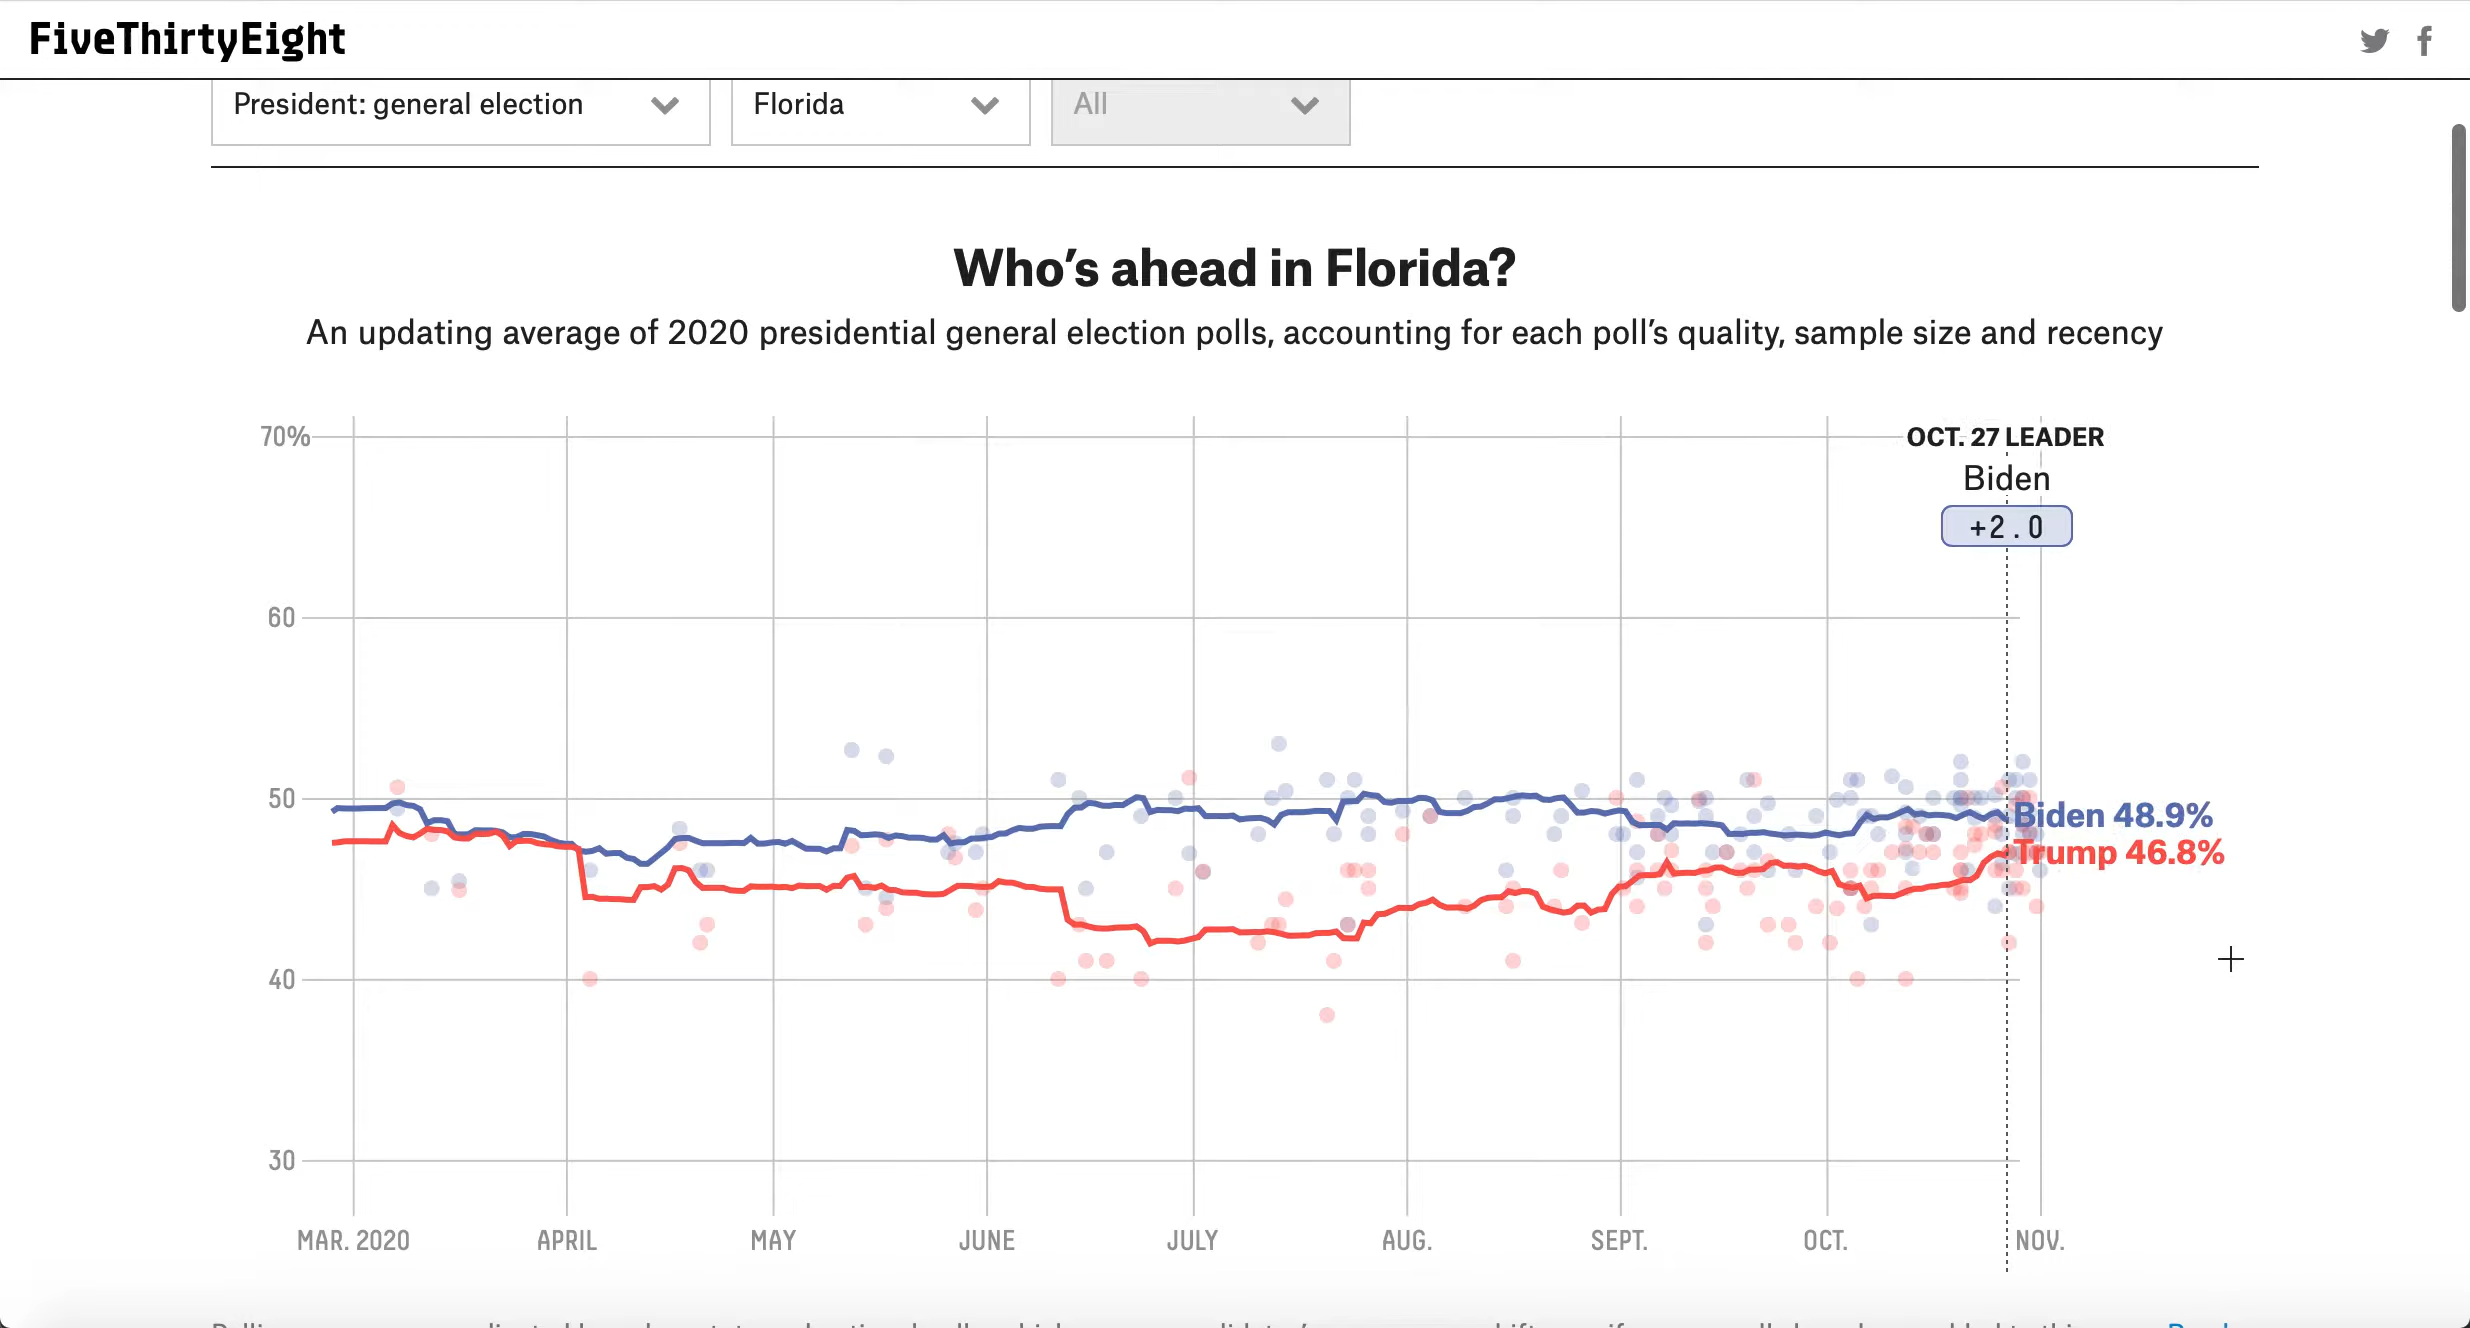 FiveThirtyEight
President: general election
Florida
All
Who's ahead in Florida?
An updating average of 2020 presidential general election polls, accounting for each poll's quality, sample size and recency
70%
OCT. 27 LEADER
Biden
+2.0
60
50
Biden 48.9%
Trump 46.8%
40
30
MAR. 2020
APRIL
MAY
JUNE
JULY
AUG.
SEPT.
OCT.
NOV.